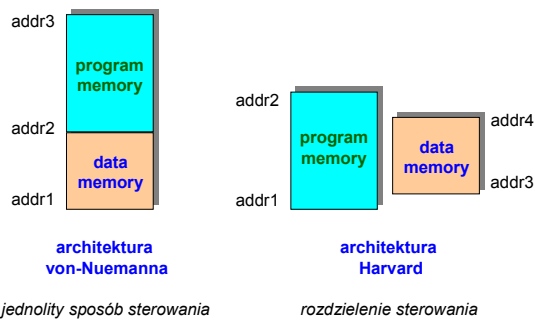 addr3
program
memory
addr2
data
memory
addr1
architektura
von-Nuemanna
jednolity sposób sterowania
addr2
program
memory
addr1
addr4
data
memory
addr3
architektura
Harvard
rozdzielenie sterowania